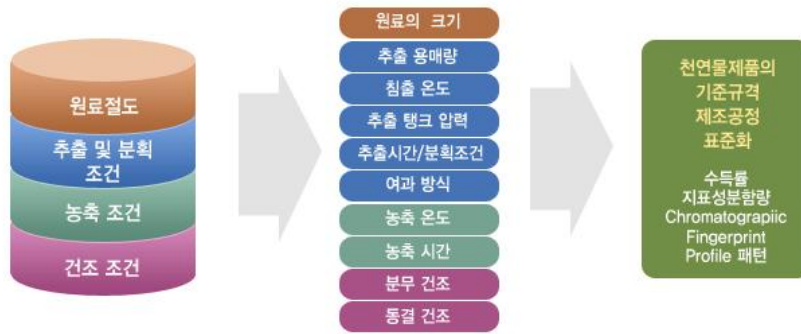 원료절도
추출 및 분획
조건
농축 조건
건조 조건
원료의 크기
추출 용매량
침출 온도
추출 탱크 압력
추출시간/분획조건
여과 방식
농축 온도
농축 시간
분무 건조
동결 건조
천연물제품의
기준규격
제조공정
표준화
수득률
지표성분함량
Chromatograpiic
Fingerprint
Profile 패턴